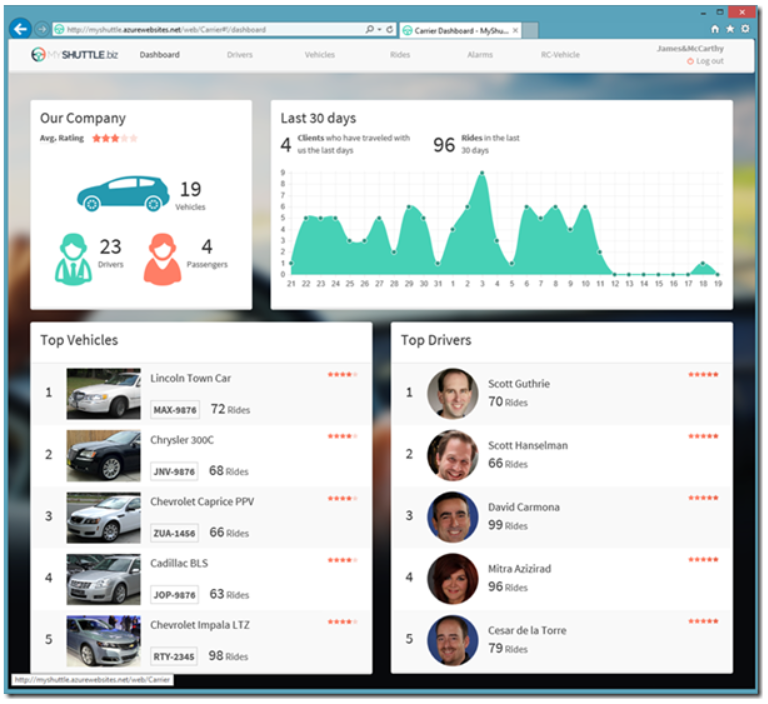 http://myshuttle.azurewebsites.net/web/Carrier#!/dashboard
Carrier Dashboard - MyShu...
MYSHUTTLE.biz
Dashboard
Drivers
Vehicles
Rides
Alarms
RC-Vehicle
James&McCarthy
Log out
Our Company
Avg. Rating
19
Vehicles
23
Drivers
4
Passengers
Last 30 days
4 Clients who have traveled with
us the last days
96 Rides in the last
30 days
9
8
7
6
5
4
3
2
1
0
21 22 23 24 25 26 27 28 29 30 31 1 2 3 4 5 6 7 8 9 10 11 12 13 14 15 16 17 18 19
Top Vehicles
1
Lincoln Town Car
MAX-9876 72 Rides
2
Chrysler 300C
JNV-9876 68 Rides
3
Chevrolet Caprice PPV
ZUA-1456 66 Rides
4
Cadillac BLS
JOP-9876 63 Rides
5
Chevrolet Impala LTZ
RTY-2345 98 Rides
Top Drivers
1
Scott Guthrie
70 Rides
2
Scott Hanselman
66 Rides
3
David Carmona
99 Rides
4
Mitra Azizirad
96 Rides
5
Cesar de la Torre
79 Rides
http://myshuttle.azurewebsites.net/web/Carrier